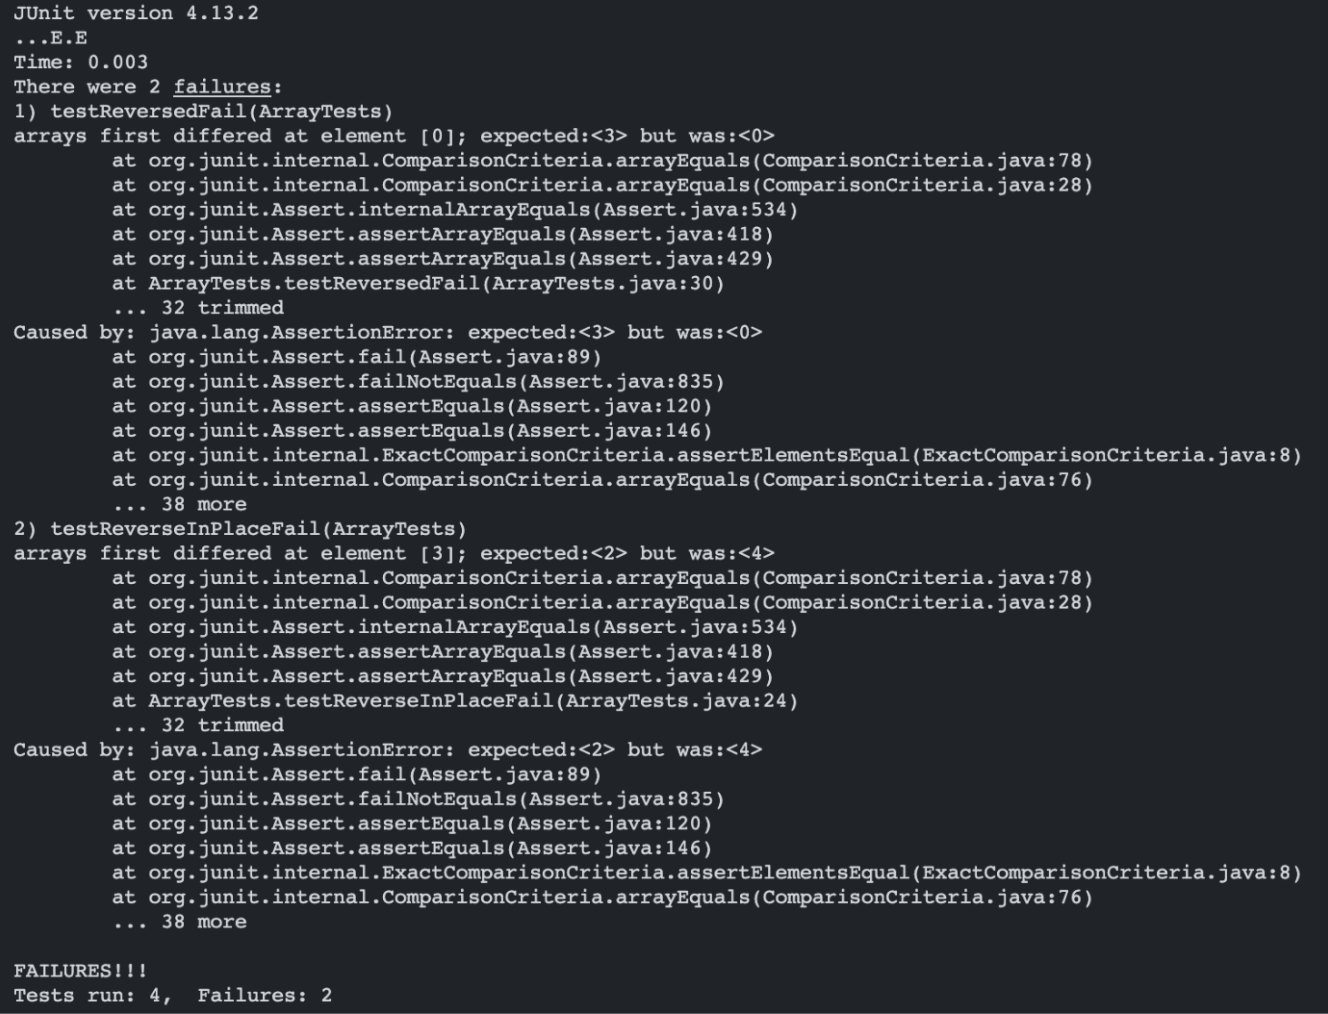 JUnit version 4.13.2
...E.E
Time: 0.003
There were 2 failures:
1) testReversedFail(ArrayTests)
arrays first differed at element [0]; expected:<3> but was:<0>
        at org.junit.internal.ComparisonCriteria.arrayEquals(ComparisonCriteria.java:78)
        at org.junit.internal.ComparisonCriteria.arrayEquals(ComparisonCriteria.java:28)
        at org.junit.Assert.internalArrayEquals(Assert.java:534)
        at org.junit.Assert.assertArrayEquals(Assert.java:418)
        at org.junit.Assert.assertArrayEquals(Assert.java:429)
        at ArrayTests.testReversedFail(ArrayTests.java:30)
        ... 32 trimmed
Caused by: java.lang.AssertionError: expected:<3> but was:<0>
        at org.junit.Assert.fail(Assert.java:89)
        at org.junit.Assert.failNotEquals(Assert.java:835)
        at org.junit.Assert.assertEquals(Assert.java:120)
        at org.junit.Assert.assertEquals(Assert.java:146)
        at org.junit.internal.ExactComparisonCriteria.assertElementsEqual(ExactComparisonCriteria.java:8)
        at org.junit.internal.ComparisonCriteria.arrayEquals(ComparisonCriteria.java:76)
        ... 38 more
2) testReverseInPlaceFail(ArrayTests)
arrays first differed at element [3]; expected:<2> but was:<4>
        at org.junit.internal.ComparisonCriteria.arrayEquals(ComparisonCriteria.java:78)
        at org.junit.internal.ComparisonCriteria.arrayEquals(ComparisonCriteria.java:28)
        at org.junit.Assert.internalArrayEquals(Assert.java:534)
        at org.junit.Assert.assertArrayEquals(Assert.java:418)
        at org.junit.Assert.assertArrayEquals(Assert.java:429)
        at ArrayTests.testReverseInPlaceFail(ArrayTests.java:24)
        ... 32 trimmed
Caused by: java.lang.AssertionError: expected:<2> but was:<4>
        at org.junit.Assert.fail(Assert.java:89)
        at org.junit.Assert.failNotEquals(Assert.java:835)
        at org.junit.Assert.assertEquals(Assert.java:120)
        at org.junit.Assert.assertEquals(Assert.java:146)
        at org.junit.internal.ExactComparisonCriteria.assertElementsEqual(ExactComparisonCriteria.java:8)
        at org.junit.internal.ComparisonCriteria.arrayEquals(ComparisonCriteria.java:76)
        ... 38 more
FAILURES!!!
Tests run: 4,  Failures: 2